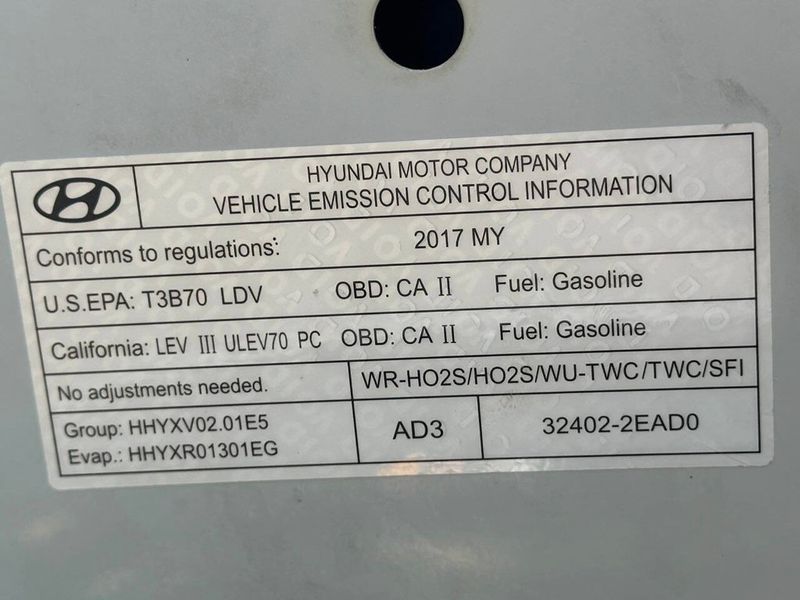 HYUNDAI MOTOR COMPANY
VEHICLE EMISSION CONTROL INFORMATION
Conforms to regulations: 2017 MY
U.S.EPA: T3B70 LDV OBD: CA II Fuel: Gasoline
California: LEV III ULEV70 PC OBD: CA II Fuel: Gasoline
No adjustments needed. WR-HO2S/HO2S/WU-TWC/TWC/SFI
Group: HHYXV02.01E5
Evap.: HHYXR01301EG
AD3
32402-2EAD0